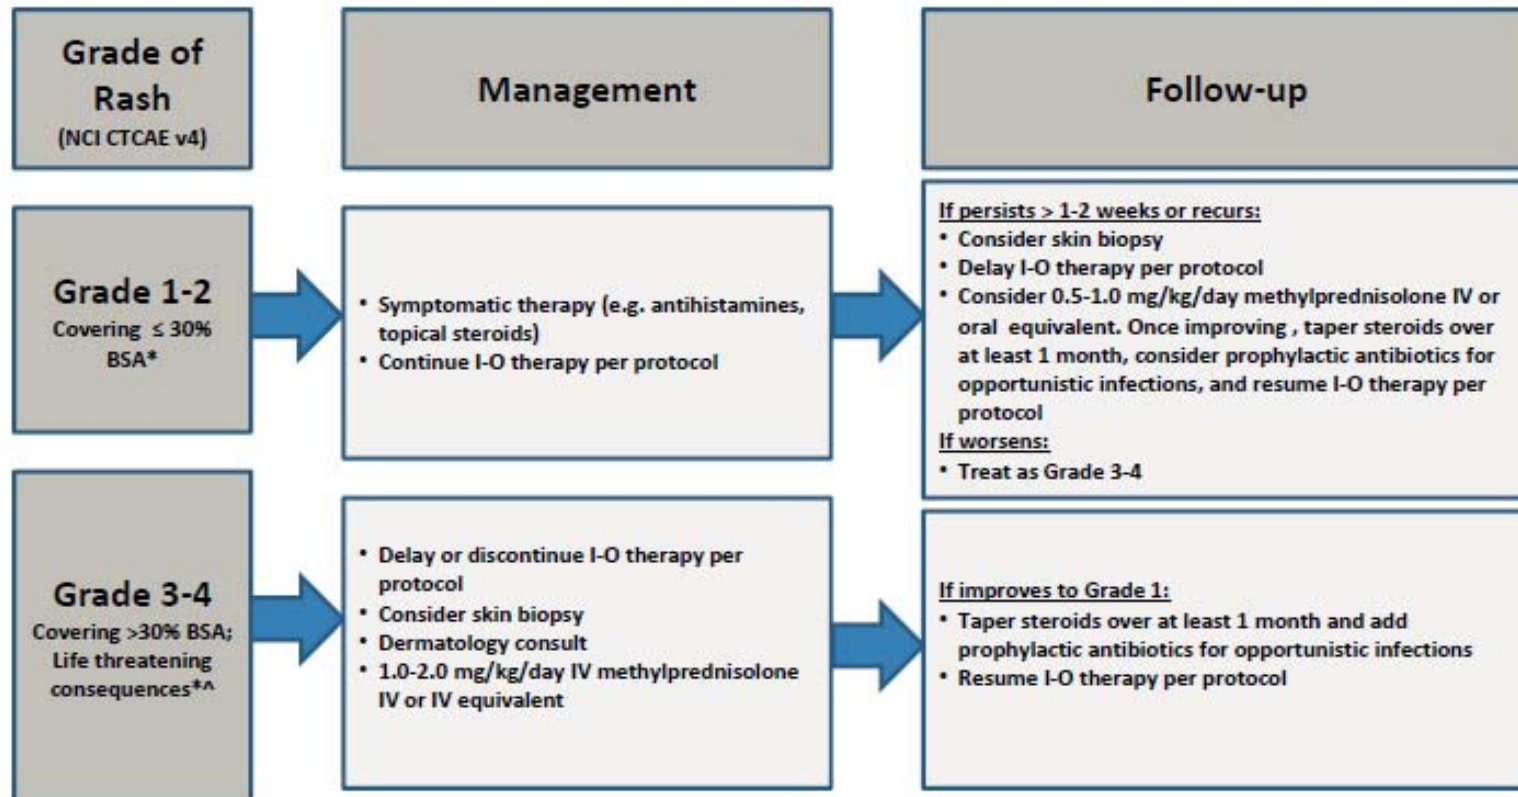 Grade of
Rash
(NCI CTCAE v4)
Management
Follow-up
Grade 1-2
Covering ≤ 30%
BSA*
• Symptomatic therapy (e.g. antihistamines,
topical steroids)
• Continue I-O therapy per protocol
If persists > 1-2 weeks or recurs:
• Consider skin biopsy
• Delay I-O therapy per protocol
• Consider 0.5-1.0 mg/kg/day methylprednisolone IV or
oral equivalent. Once improving , taper steroids over
at least 1 month, consider prophylactic antibiotics for
opportunistic infections, and resume I-O therapy per
protocol
If worsens:
• Treat as Grade 3-4
Grade 3-4
Covering >30% BSA;
Life threatening
consequences*^
• Delay or discontinue I-O therapy per
protocol
• Consider skin biopsy
• Dermatology consult
• 1.0-2.0 mg/kg/day IV methylprednisolone
IV or IV equivalent
If improves to Grade 1:
• Taper steroids over at least 1 month and add
prophylactic antibiotics for opportunistic infections
• Resume I-O therapy per protocol